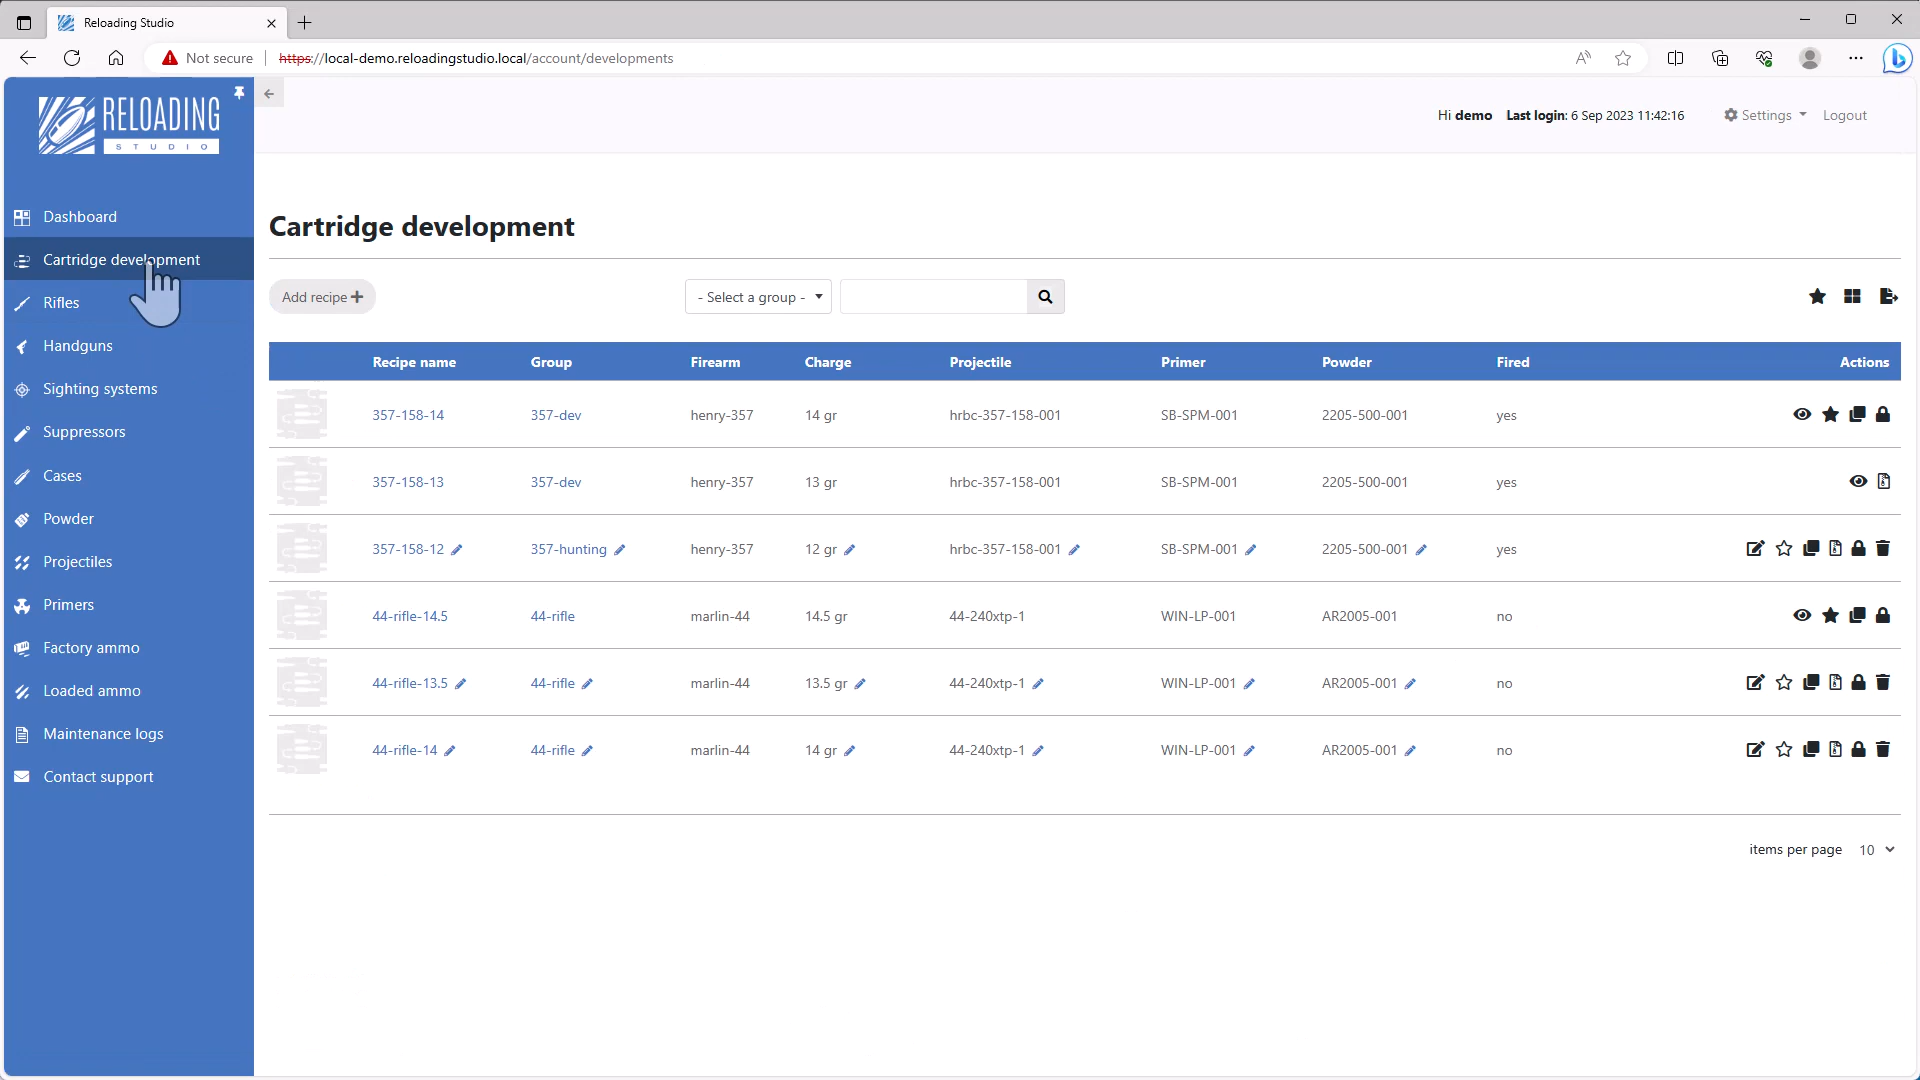 Reloading Studio
Not secure https://local-demo.reloadingstudio.local/account/developments
RELOADING
STUDIO
Hi demo Last login: 6 Sep 2023 11:42:16 Settings Logout
Dashboard
Cartridge development
Rifles
Handguns
Sighting systems
Suppressors
Cases
Powder
Projectiles
Primers
Factory ammo
Loaded ammo
Maintenance logs
Contact support
Cartridge development
Add recipe - Select a group -
Recipe name Group Firearm Charge Projectile Primer Powder Fired Actions
357-158-14 357-dev henry-357 14 gr hrbc-357-158-001 SB-SPM-001 2205-500-001 yes
357-158-13 357-dev henry-357 13 gr hrbc-357-158-001 SB-SPM-001 2205-500-001 yes
357-158-12 357-hunting henry-357 12 gr hrbc-357-158-001 SB-SPM-001 2205-500-001 yes
44-rifle-14.5 44-rifle marlin-44 14.5 gr 44-240xtp-1 WIN-LP-001 AR2005-001 no
44-rifle-13.5 44-rifle marlin-44 13.5 gr 44-240xtp-1 WIN-LP-001 AR2005-001 no
44-rifle-14 44-rifle marlin-44 14 gr 44-240xtp-1 WIN-LP-001 AR2005-001 no
items per page 10